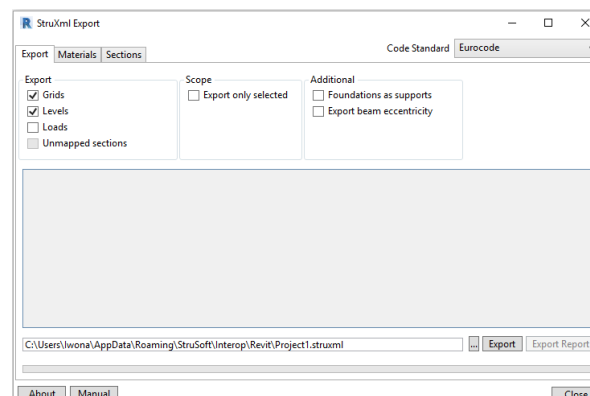 StruXml Export
Export Materials Sections Code Standard Eurocode
Export Scope Additional
Grids Export only selected Foundations as supports
Levels Export beam eccentricity
Loads
Unmapped sections
C:\Users\Iwona\AppData\Roaming\StruSoft\Interop\Revit\Project1.struxml ... Export Export Report
About Manual Close